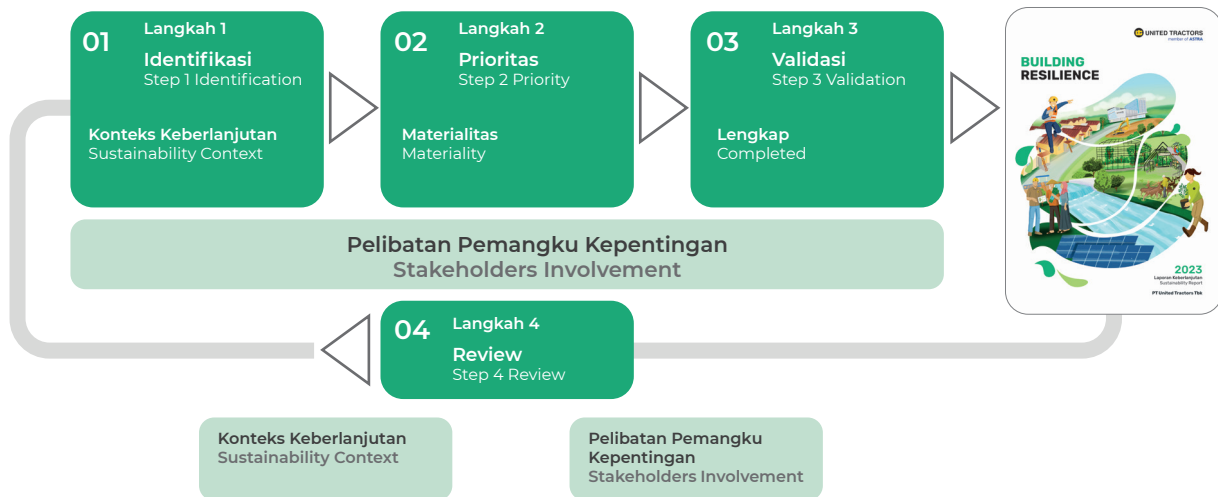 01
Langkah 1
Identifikasi
Step 1 Identification
Konteks Keberlanjutan
Sustainability Context
02
Langkah 2
Prioritas
Step 2 Priority
Materialitas
Materiality
03
Langkah 3
Validasi
Step 3 Validation
Lengkap
Completed
UNITED TRACTORS
member of ASTRA
BUILDING
RESILIENCE
2023
Laporan Keberlanjutan
Sustainability Report
PT United Tractors Tbk
Pelibatan Pemangku Kepentingan
Stakeholders Involvement
04
Langkah 4
Review
Step 4 Review
Konteks Keberlanjutan
Sustainability Context
Pelibatan Pemangku
Kepentingan
Stakeholders Involvement